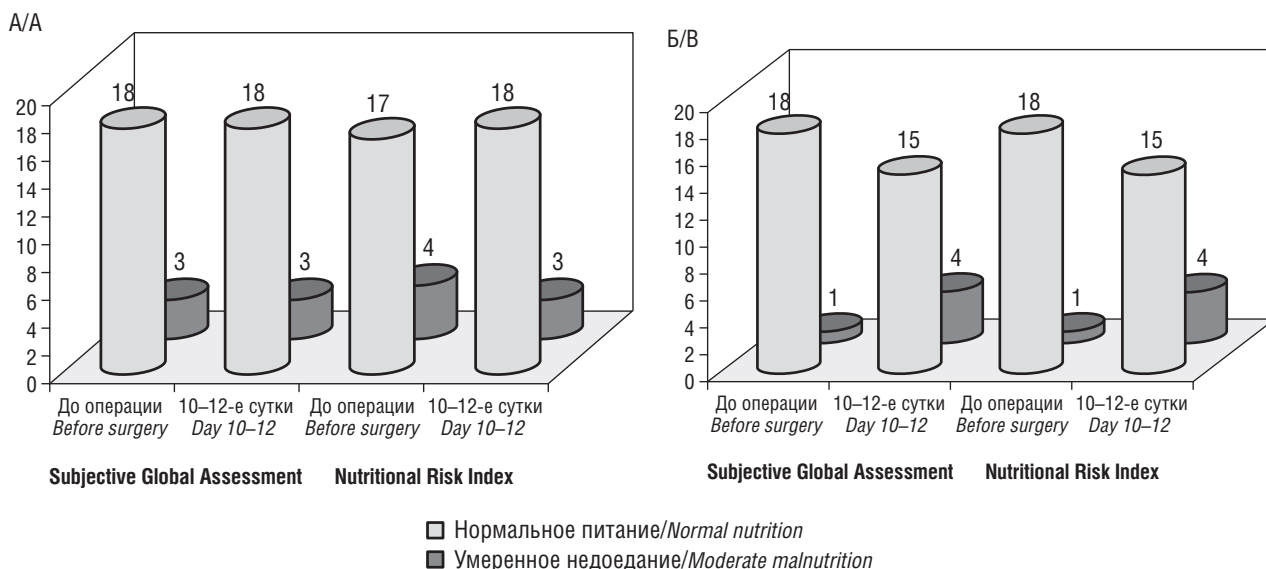 А/A
20
18
16
14
12
10
8
6
4
2
0
18
3
18
3
17
4
18
3
До операции
Before surgery
10–12-е сутки
Day 10–12
До операции
Before surgery
10–12-е сутки
Day 10–12
Subjective Global Assessment
Nutritional Risk Index
Б/B
20
18
16
14
12
10
8
6
4
2
0
18
1
15
4
18
1
15
4
До операции
Before surgery
10–12-е сутки
Day 10–12
До операции
Before surgery
10–12-е сутки
Day 10–12
Subjective Global Assessment
Nutritional Risk Index
Нормальное питание/Normal nutrition
Умеренное недоедание/Moderate malnutrition